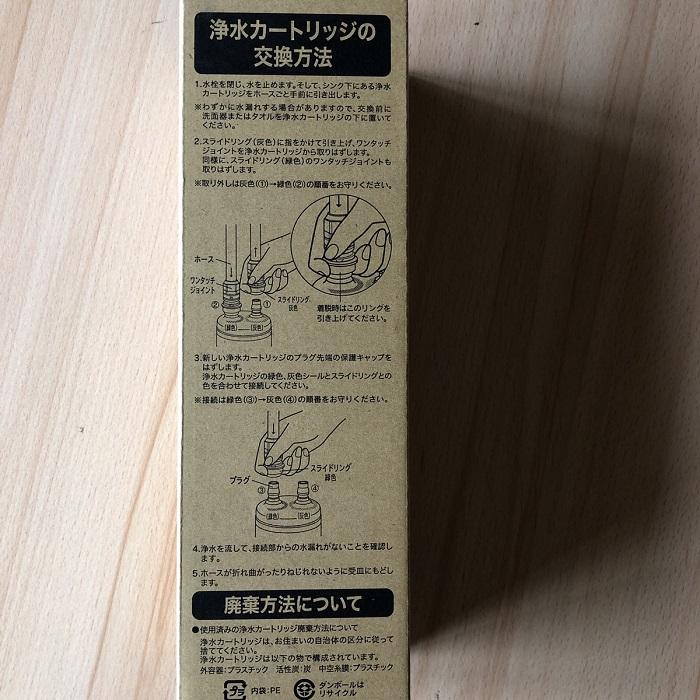 浄水カートリッジの
交換方法
1.水栓を閉じ、水を止めます。そして、シンク下にある浄水
カートリッジをホースごと手前に引き出します。
※わずかに水漏れする場合がありますので、交換前に
洗面器またはタオルを浄水カートリッジの下に置いて
ください。
2.スライドリング(灰色)に指をかけて引き上げ、ワンタッチ
ジョイントを浄水カートリッジから取りはずします。
同様に、スライドリング(緑色)のワンタッチジョイントも
取りはずします。
※取り外しは灰色(①)→緑色(②)の順番をお守りください。
ホース
ワンタッチ
ジョイント
② ①
スライドリング
灰色
着脱時はこのリングを
引き上げてください。
(緑色) (灰色)
3.新しい浄水カートリッジのプラグ先端の保護キャップを
はずします。
浄水カートリッジの緑色、灰色シールとスライドリングとの
色を合わせて接続してください。
※接続は緑色(③)→灰色(④)の順番をお守りください。
スライドリング
緑色
プラグ
③ ④
(緑色) (灰色)
4.浄水を流して、接続部からの水漏れがないことを確認し
ます。
5.ホースが折れ曲がったりねじれないように受皿にもどし
ます。
廃棄方法について
●使用済みの浄水カートリッジ廃棄方法について
浄水カートリッジは、お住まいの自治体の区分に従って
捨ててください。
浄水カートリッジは以下の物で構成されています。
外容器:プラスチック 活性炭:炭 中空糸膜:プラスチック
プラ 内袋:PE ダンボールは
リサイクル